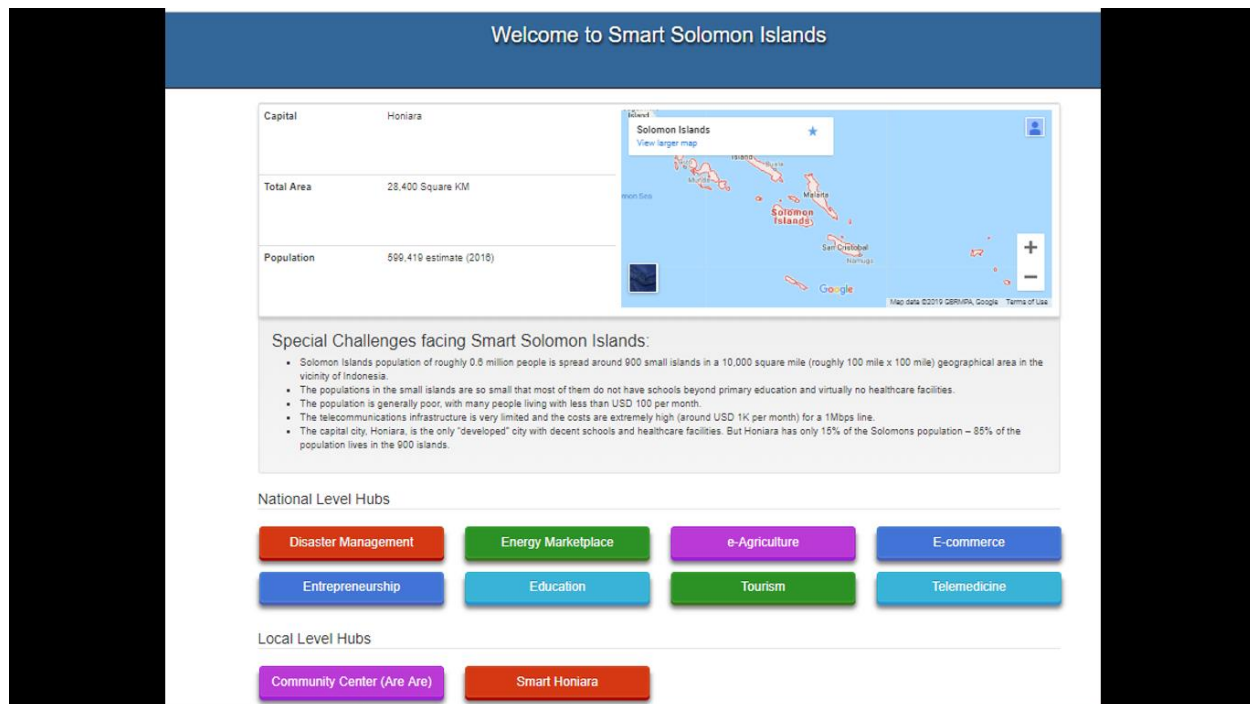 Welcome to Smart Solomon Islands
Capital Honiara
Total Area 28,400 Square KM
Population 599,419 estimate (2016)
Island
Solomon Islands
View larger map
Island
Buala
Munda
Malaita
Solomon
Islands
San Cristobal
Namuga
Google
Map data ©2019 GBRMPA, Google Terms of Use
Special Challenges facing Smart Solomon Islands:
• Solomon Islands population of roughly 0.6 million people is spread around 900 small islands in a 10,000 square mile (roughly 100 mile x 100 mile) geographical area in the
vicinity of Indonesia.
• The populations in the small islands are so small that most of them do not have schools beyond primary education and virtually no healthcare facilities.
• The population is generally poor, with many people living with less than USD 100 per month.
• The telecommunications infrastructure is very limited and the costs are extremely high (around USD 1K per month) for a 1Mbps line.
• The capital city, Honiara, is the only "developed" city with decent schools and healthcare facilities. But Honiara has only 15% of the Solomons population – 85% of the
population lives in the 900 islands.
National Level Hubs
Disaster Management Energy Marketplace e-Agriculture E-commerce
Entrepreneurship Education Tourism Telemedicine
Local Level Hubs
Community Center (Are Are) Smart Honiara